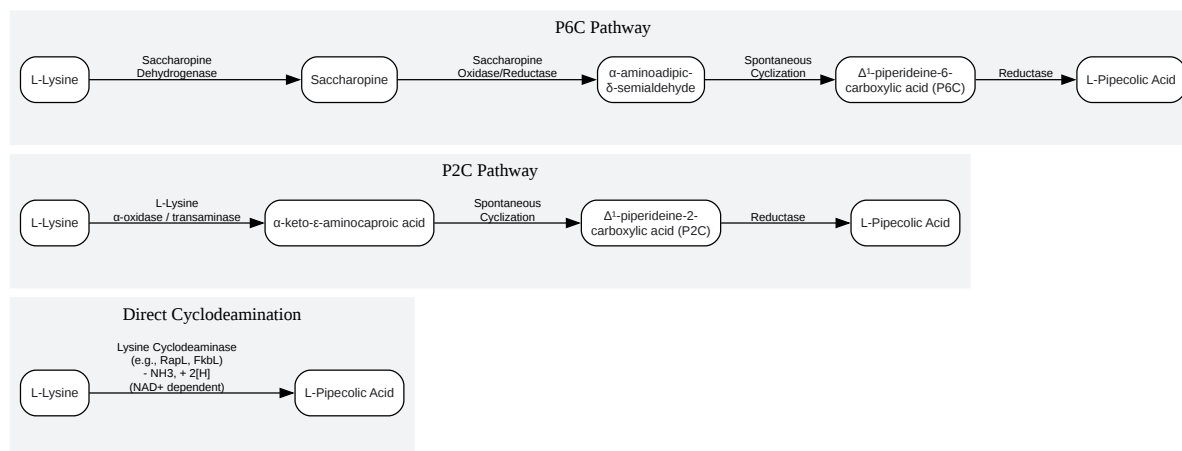 P6C Pathway
L-Lysine
Saccharopine
Dehydrogenase
Saccharopine
Saccharopine
Oxidase/Reductase
α-aminoadipic-
δ-semialdehyde
Spontaneous
Cyclization
Δ¹-piperideine-6-
carboxylic acid (P6C)
Reductase
L-Pipecolic Acid
P2C Pathway
L-Lysine
L-Lysine
α-oxidase / transaminase
α-keto-ε-aminocaproic acid
Spontaneous
Cyclization
Δ¹-piperideine-2-
carboxylic acid (P2C)
Reductase
L-Pipecolic Acid
Direct Cyclodeamination
L-Lysine
Lysine Cyclodeaminase
(e.g., RapL, FkbL)
- NH3, + 2[H]
(NAD+ dependent)
L-Pipecolic Acid